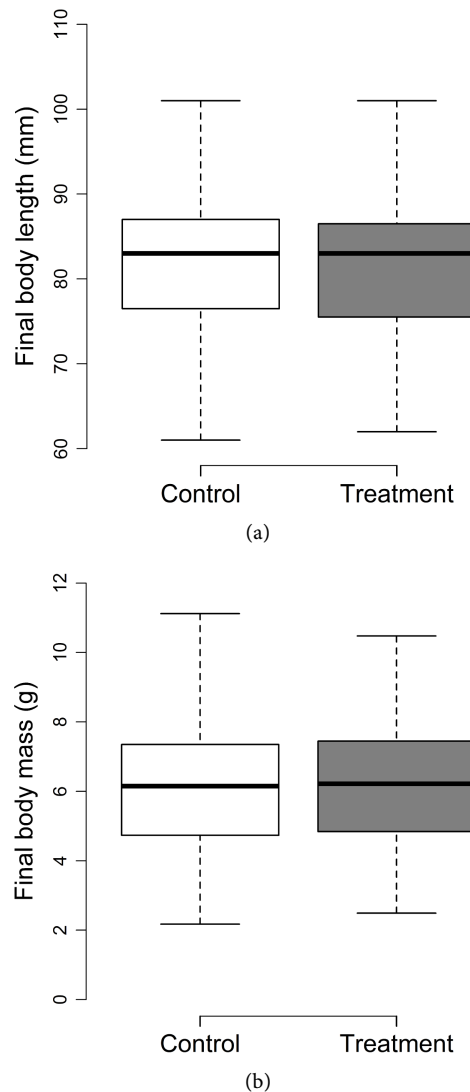 Final body length (mm)
110
100
90
80
70
60
Control Treatment
(a)
Final body mass (g)
12
10
8
6
4
2
0
Control Treatment
(b)